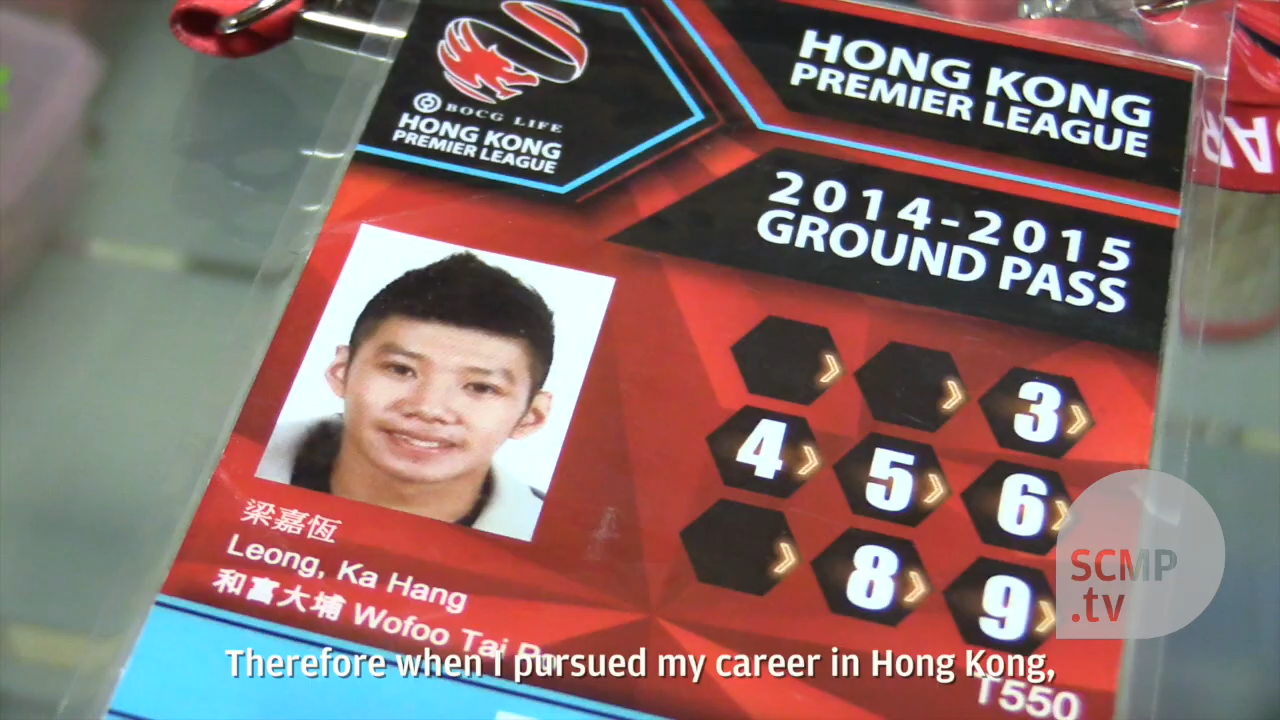 BOCG LIFE
HONG KONG
PREMIER LEAGUE
HONG KONG
PREMIER LEAGUE
2014-2015
GROUND PASS
3
4 5 6
8 9
梁嘉恆
Leong, Ka Hang
和富大埔 Wofoo Tai Po
T550
SCMP
.tv
Therefore when I pursued my career in Hong Kong,